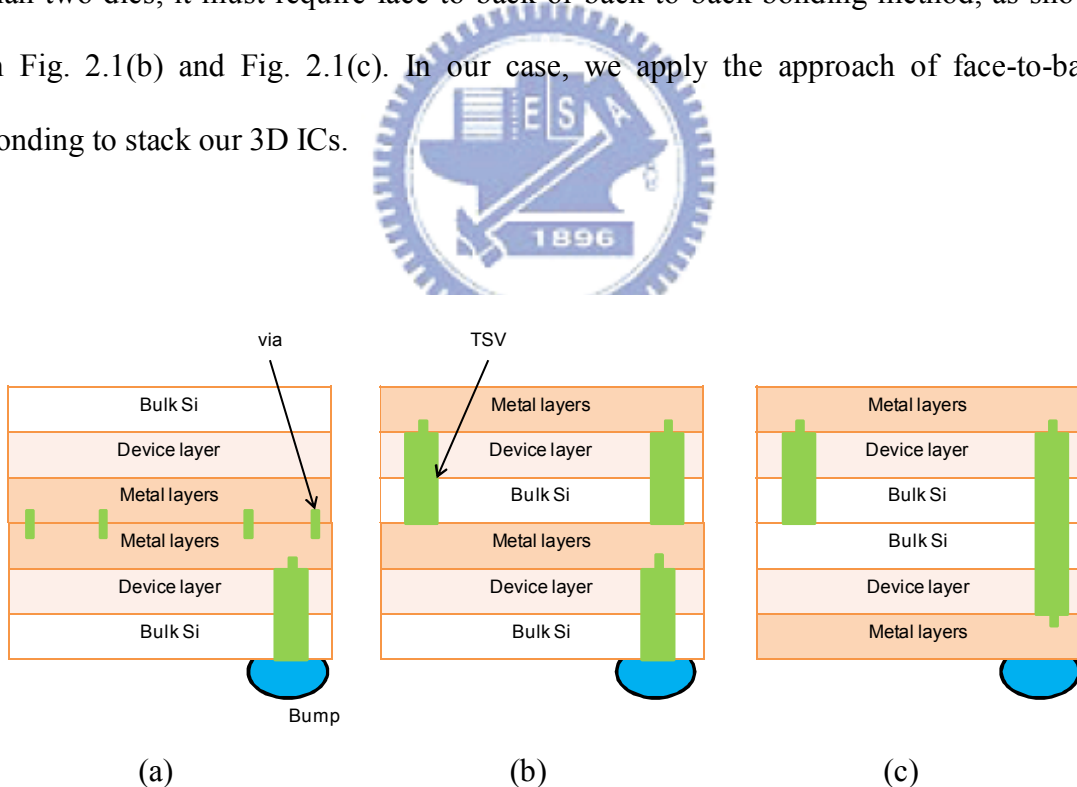 than two dies, it must require face-to-back or back-to-back bonding method, as sho
Fig. 2.1(b) and Fig. 2.1(c). In our case, we apply the approach of face-to-ba
onding to stack our 3D ICs.
ESA
1896
via TSV
Bulk Si
Device layer
Metal layers
Metal layers
Device layer
Bulk Si
Bump
Metal layers
Device layer
Bulk Si
Metal layers
Device layer
Bulk Si
Metal layers
Device layer
Bulk Si
Bulk Si
Device layer
Metal layers
(a) (b) (c)